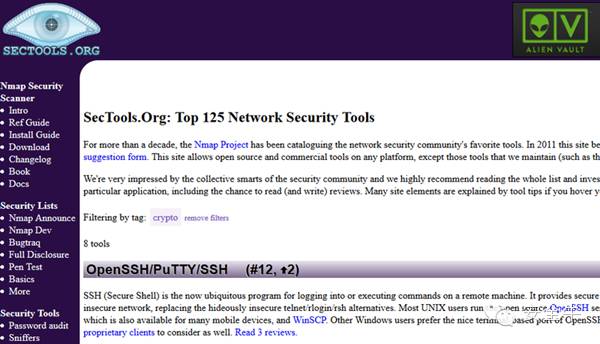 SECTOOLS.ORG
ALIEN VAULT
Nmap Security
Scanner
Intro
Ref Guide
Install Guide
Download
Changelog
Book
Docs
Security Lists
Nmap Announce
Nmap Dev
Bugtraq
Full Disclosure
Pen Test
Basics
More
Security Tools
Password audit
Sniffers
SecTools.Org: Top 125 Network Security Tools
For more than a decade, the Nmap Project has been cataloguing the network security community's favorite tools. In 2011 this site be
suggestion form. This site allows open source and commercial tools on any platform, except those tools that we maintain (such as th
We're very impressed by the collective smarts of the security community and we highly recommend reading the whole list and inves
particular application, including the chance to read (and write) reviews. Many site elements are explained by tool tips if you hover y
Filtering by tag: crypto remove filters
8 tools
OpenSSH/PuTTY/SSH (#12, ⬆2)
SSH (Secure Shell) is the now ubiquitous program for logging into or executing commands on a remote machine. It provides secure
insecure network, replacing the hideously insecure telnet/rlogin/rsh alternatives. Most UNIX users run open source OpenSSH se
which is also available for many mobile devices, and WinSCP. Other Windows users prefer the nice termin based port of OpenSS
proprietary clients to consider as well. Read 3 reviews.